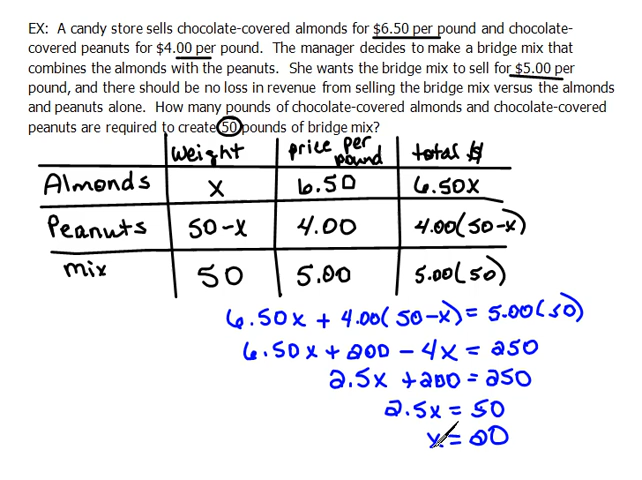 EX: A candy store sells chocolate-covered almonds for $6.50 per pound and chocolate-
covered peanuts for $4.00 per pound. The manager decides to make a bridge mix that
combines the almonds with the peanuts. She wants the bridge mix to sell for $5.00 per
pound, and there should be no loss in revenue from selling the bridge mix versus the almonds
and peanuts alone. How many pounds of chocolate-covered almonds and chocolate-covered
peanuts are required to create 50 pounds of bridge mix?
weight price per pound total $
Almonds x 6.50 6.50x
Peanuts 50-x 4.00 4.00(50-x)
mix 50 5.00 5.00(50)
6.50x + 4.00(50-x) = 5.00(50)
6.50x + 200 - 4x = 250
2.5x + 200 = 250
2.5x = 50
x = 20